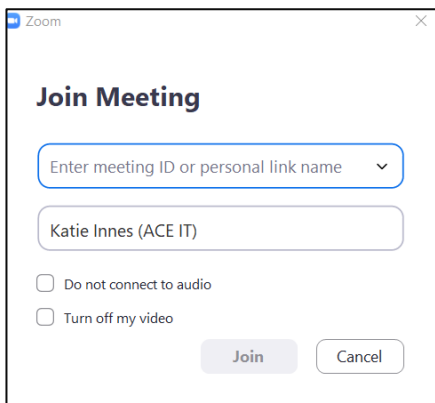 Zoom
Join Meeting
Enter meeting ID or personal link name
Katie Innes (ACE IT)
Do not connect to audio
Turn off my video
Join Cancel